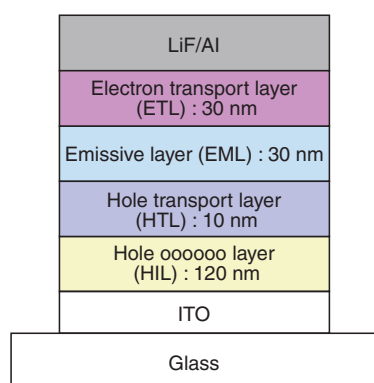 LiF/Al
Electron transport layer
(ETL) : 30 nm
Emissive layer (EML) : 30 nm
Hole transport layer
(HTL) : 10 nm
Hole oooooo layer
(HIL) : 120 nm
ITO
Glass